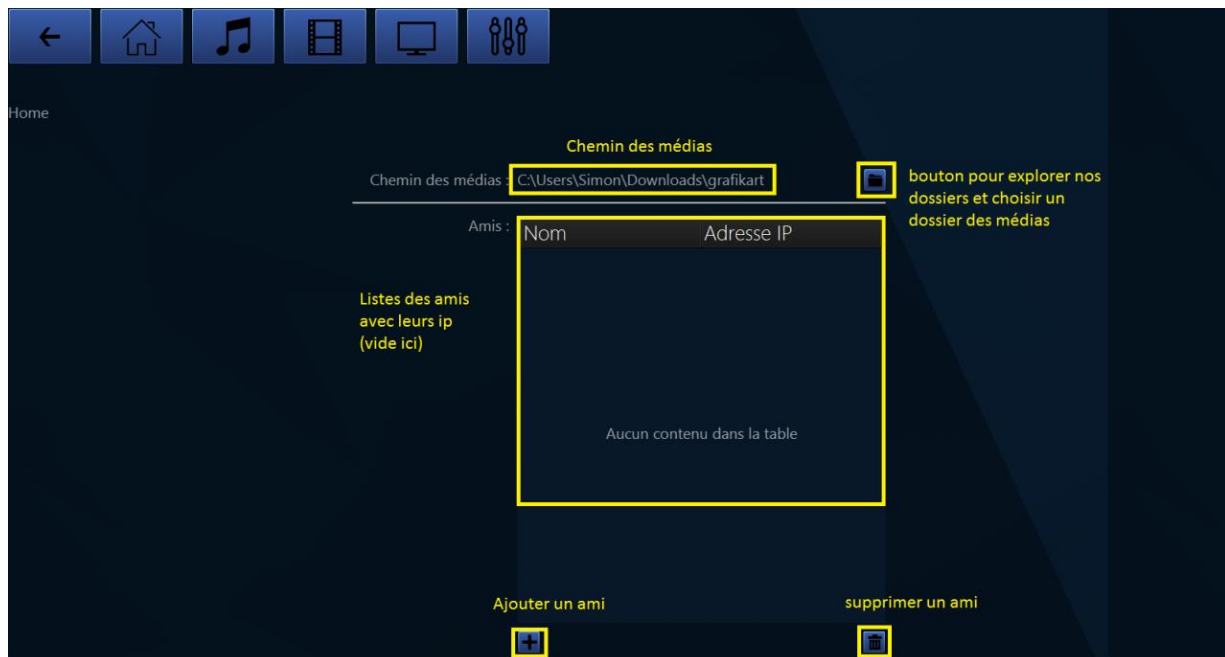 Home
Chemin des médias
Chemin des médias : C:\Users\Simon\Downloads\grafikart
bouton pour explorer nos
dossiers et choisir un
dossier des médias
Amis :
Nom Adresse IP
Listes des amis
avec leurs ip
(vide ici)
Aucun contenu dans la table
Ajouter un ami
supprimer un ami